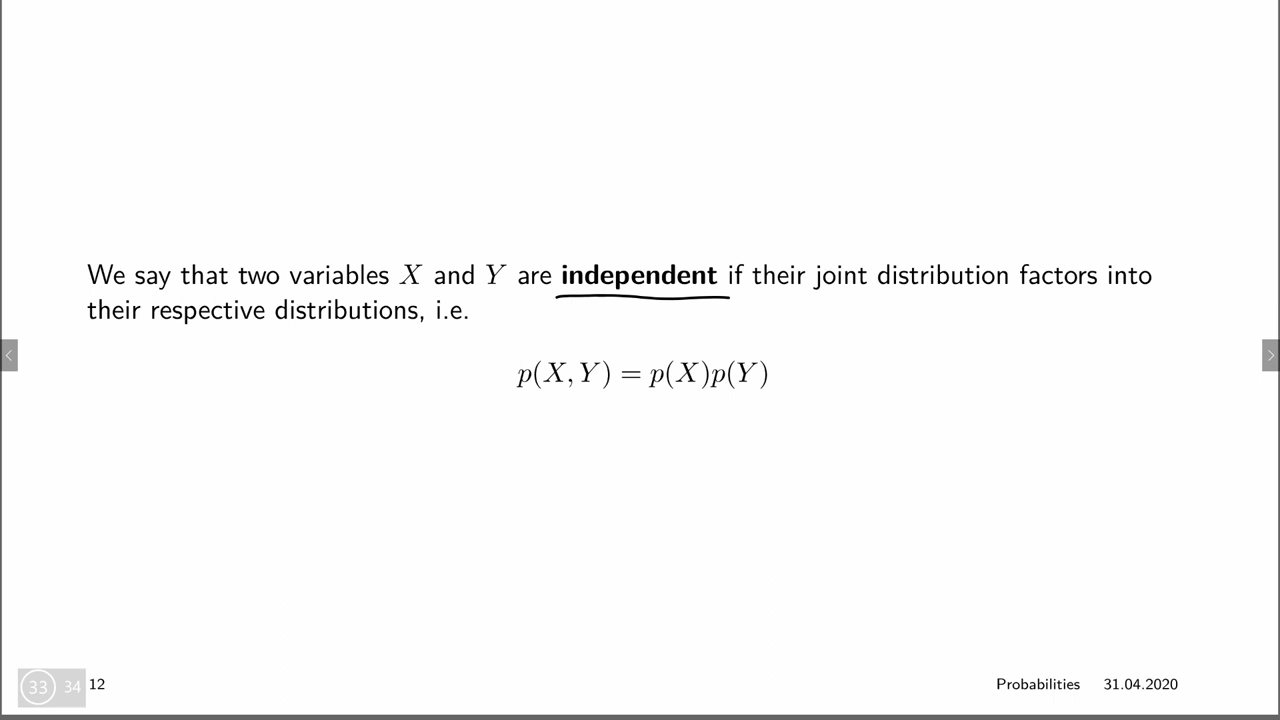 We say that two variables X and Y are independent if their joint distribution factors into
their respective distributions, i.e.
p(X, Y) = p(X)p(Y)
33 34 12
Probabilities 31.04.2020